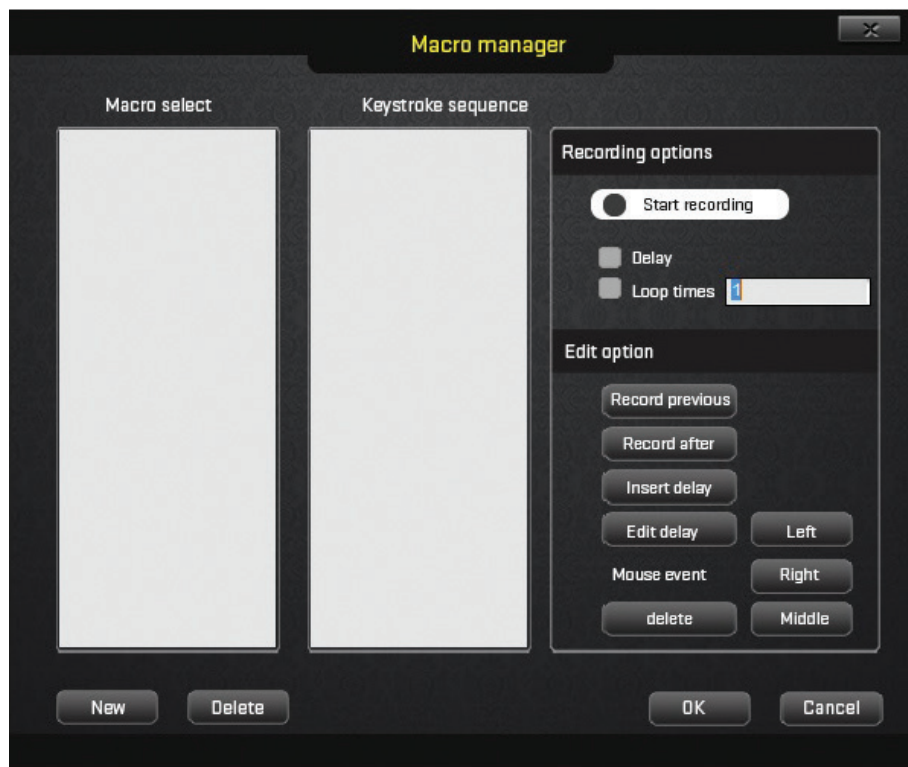 Macro manager
Macro select
Keystroke sequence
Recording options
Start recording
Delay
Loop times 1
Edit option
Record previous
Record after
Insert delay
Edit delay Left
Mouse event Right
delete Middle
New Delete OK Cancel